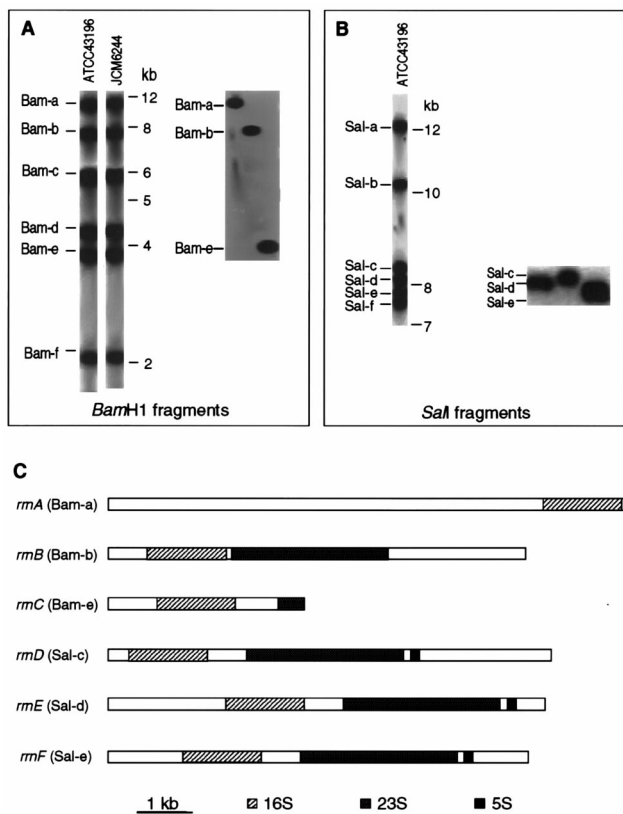 A
B
ATCC43196
JCM6244
kb
Bam-a
12
Bam-b
8
Bam-c
6
5
Bam-d
Bam-e
4
Bam-f
2
Bam-a
Bam-b
Bam-e
BamH1 fragments
ATCC43196
kb
Sal-a
12
Sal-b
10
Sal-c
Sal-d
8
Sal-e
Sal-f
7
Sal-c
Sal-d
Sal-e
SalI fragments
C
rrnA (Bam-a)
rrnB (Bam-b)
rrnC (Bam-e)
rrnD (Sal-c)
rrnE (Sal-d)
rrnF (Sal-e)
1 kb 16S 23S 5S